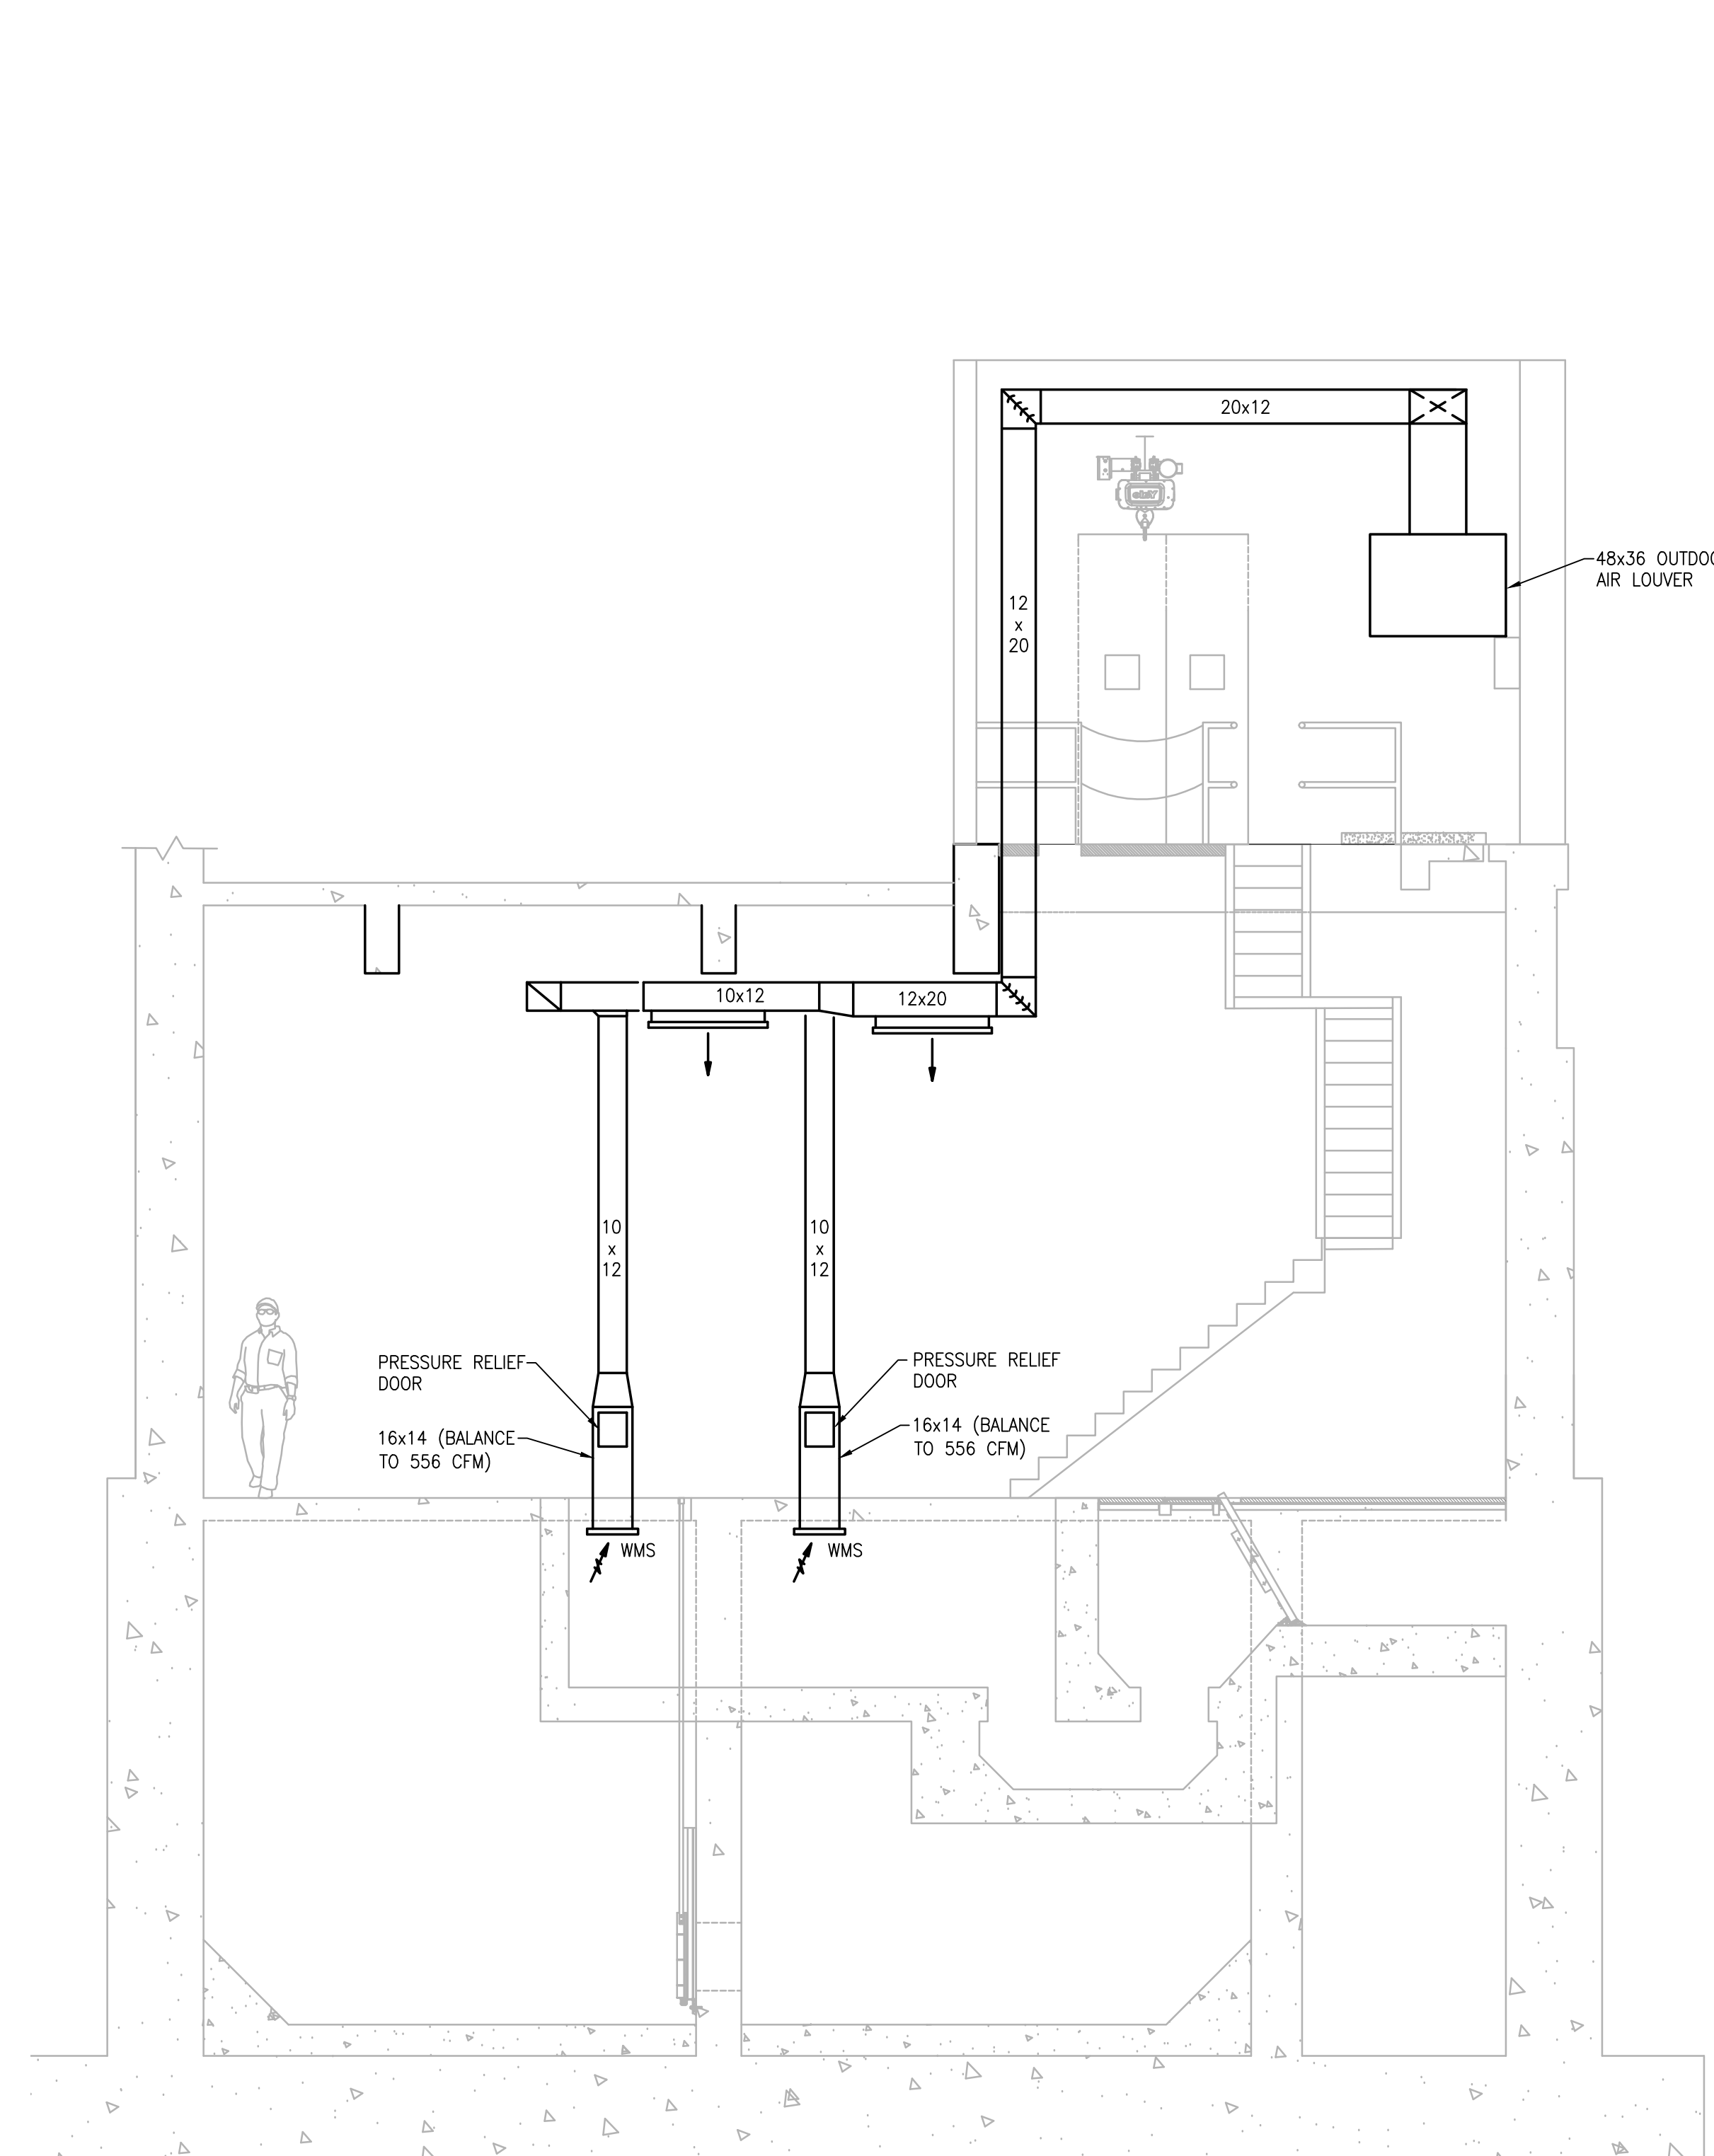 20x12
48x36 OUTDOO
AIR LOUVER
12
x
20
10x12
12x20
10
x
12
10
x
12
PRESSURE RELIEF
DOOR
PRESSURE RELIEF
DOOR
16x14 (BALANCE
TO 556 CFM)
16x14 (BALANCE
TO 556 CFM)
WMS
WMS